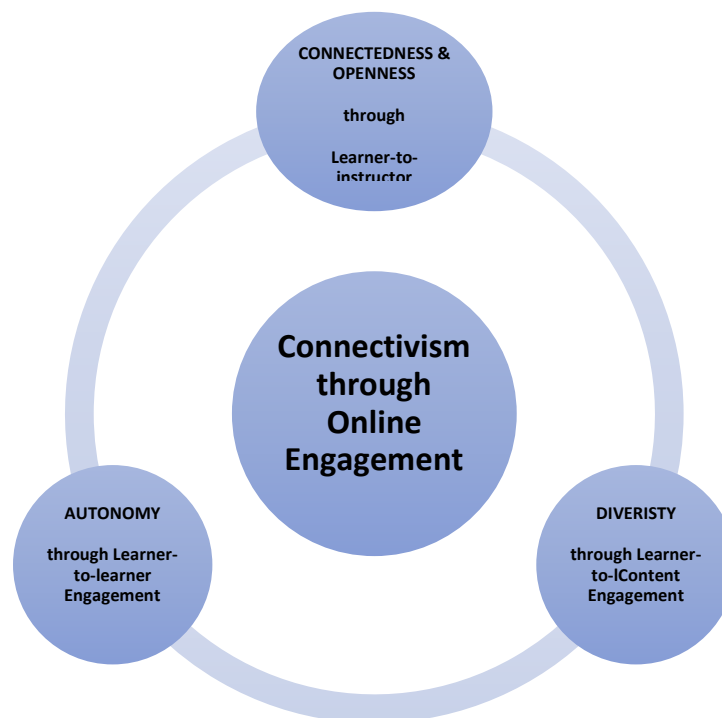 CONNECTEDNESS &
OPENNESS
through
Learner-to-
instructor
Connectivism
through
Online
Engagement
AUTONOMY
through Learner-
to-learner
Engagement
DIVERISTY
through Learner-
to-lContent
Engagement